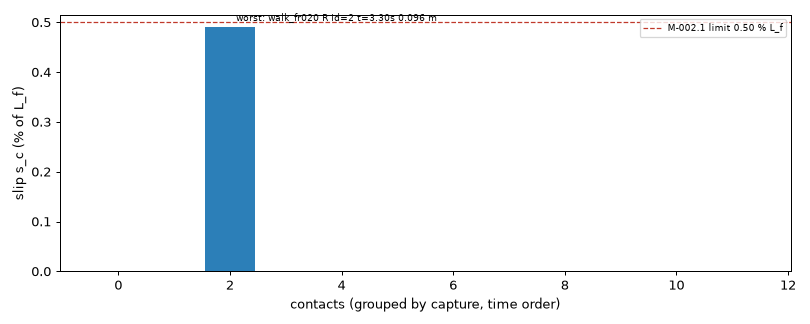 worst: walk_fr020 R id=2 t=3.30s 0.096 m
M-002.1 limit 0.50 % L_f
slip s_c (% of L_f)
0.5
0.4
0.3
0.2
0.1
0.0
0 2 4 6 8 10 12
contacts (grouped by capture, time order)